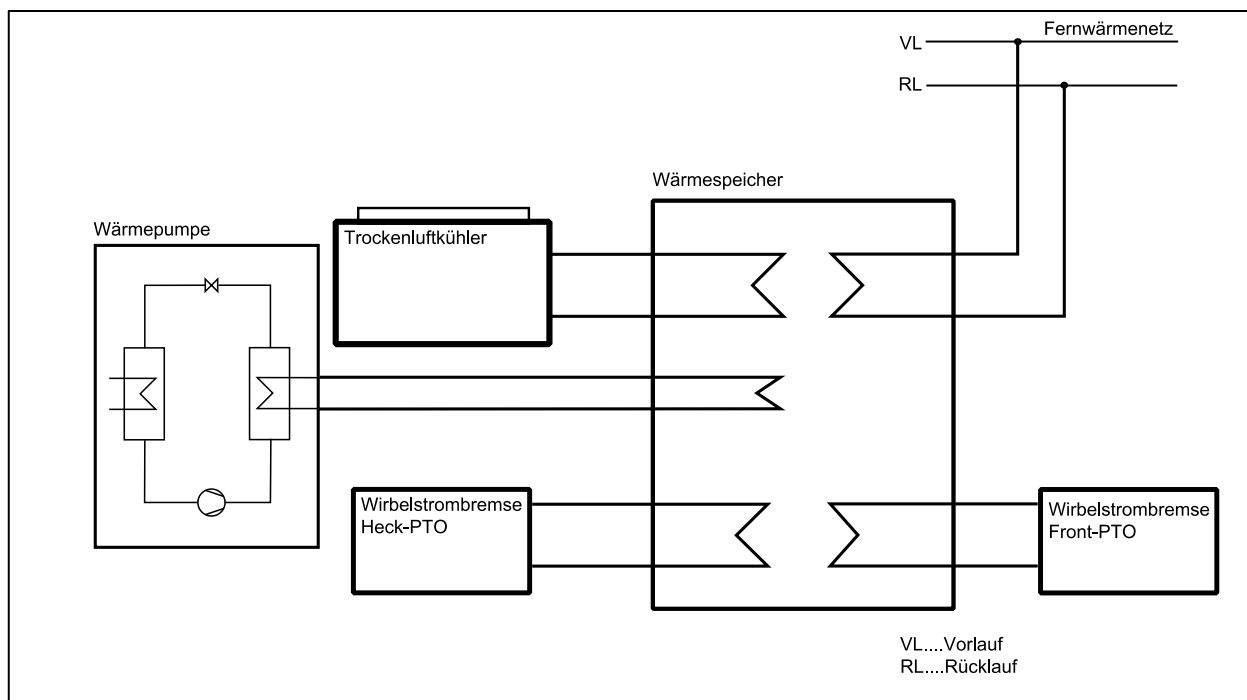 Fernwärmenetz
VL
RL
Wärmespeicher
Wärmepumpe
Trockenluftkühler
Wirbelstrombremse
Heck-PTO
Wirbelstrombremse
Front-PTO
VL....Vorlauf
RL....Rücklauf